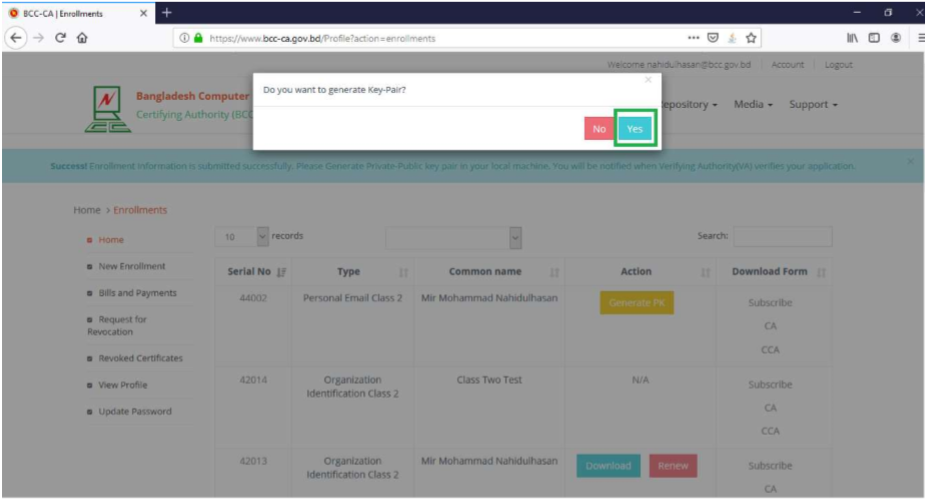 BCC-CA | Enrollments
https://www.bcc-ca.gov.bd/Profile?action=enrollments
Welcome nahidulhasan@bcc.gov.bd Account Logout
Bangladesh Computer
Certifying Authority (BCC
Do you want to generate Key-Pair?
No Yes
epository Media Support
Success! Enrollment information is submitted successfully. Please Generate Private-Public key pair in your local machine. You will be notified when Verifying Authority(VA) verifies your application.
Home > Enrollments
Home
New Enrollment
Bills and Payments
Request for
Revocation
Revoked Certificates
View Profile
Update Password
10 records
Search:
Serial No Type Common name Action Download Form
44002 Personal Email Class 2 Mir Mohammad Nahidulhasan Generate PK Subscribe
CA
CCA
42014 Organization Class Two Test N/A Subscribe
Identification Class 2
CA
CCA
42013 Organization Mir Mohammad Nahidulhasan Download Renew Subscribe
Identification Class 2
CA